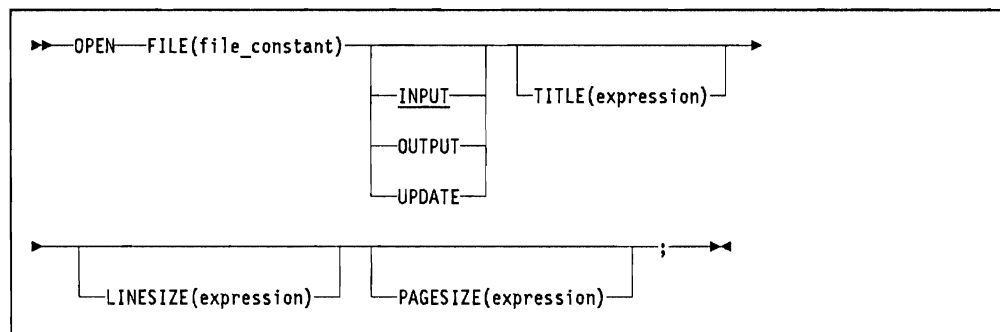 OPEN FILE(file_constant)
INPUT TITLE(expression)
OUTPUT
UPDATE
;
LINESIZE(expression) PAGESIZE(expression)